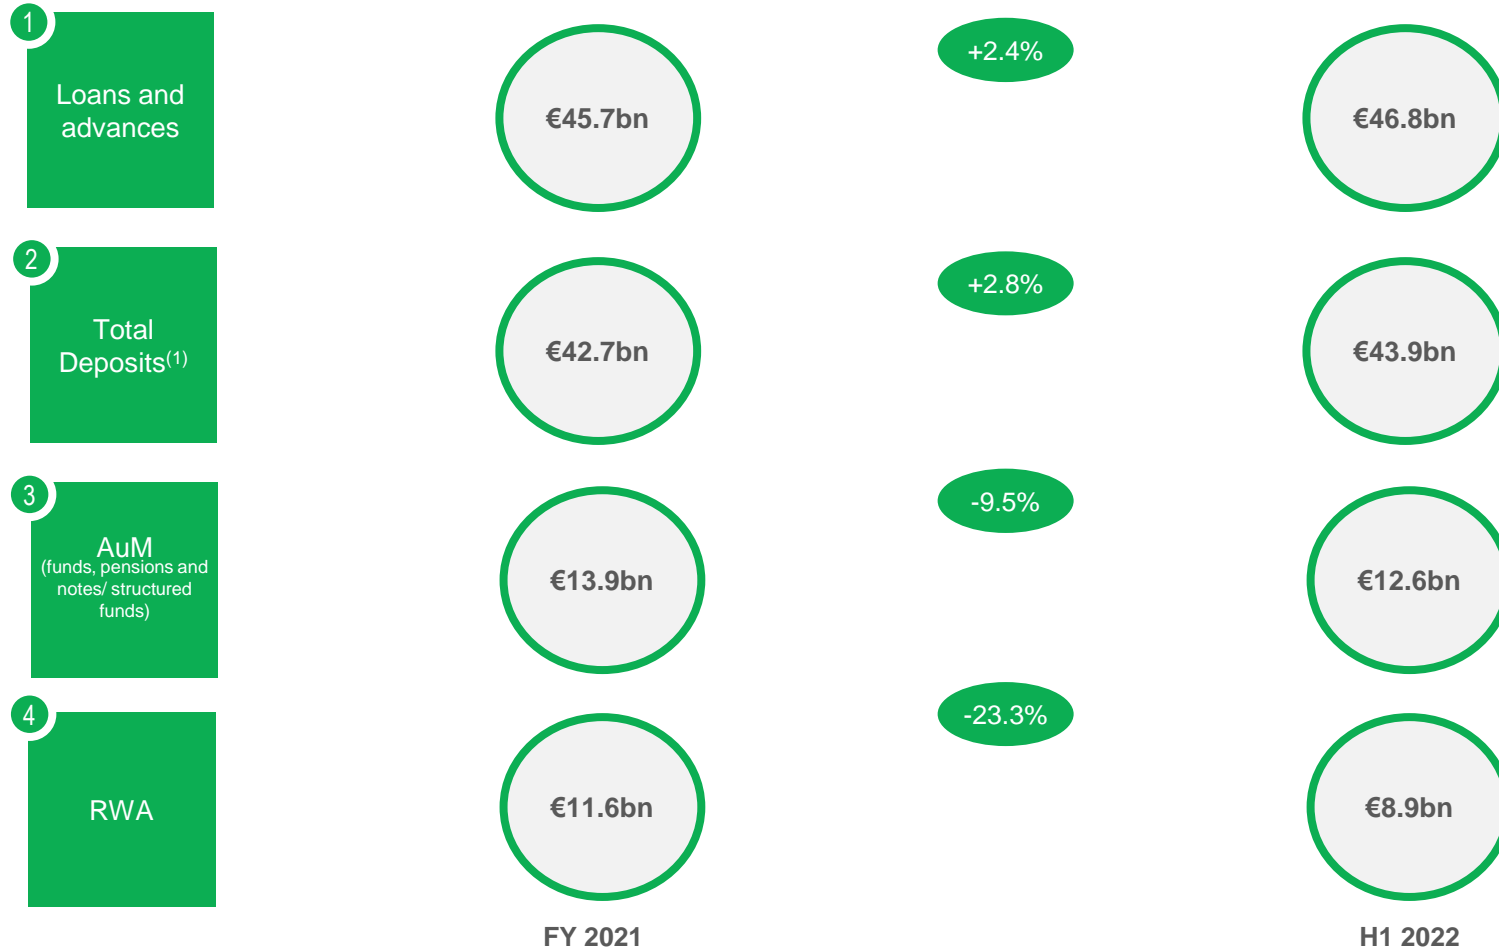 1
Loans and
advances
€45.7bn
+2.4%
€46.8bn
2
Total
Deposits(1)
€42.7bn
+2.8%
€43.9bn
3
AuM
(funds, pensions and
notes/ structured
funds)
€13.9bn
-9.5%
€12.6bn
4
RWA
€11.6bn
-23.3%
€8.9bn
FY 2021
H1 2022